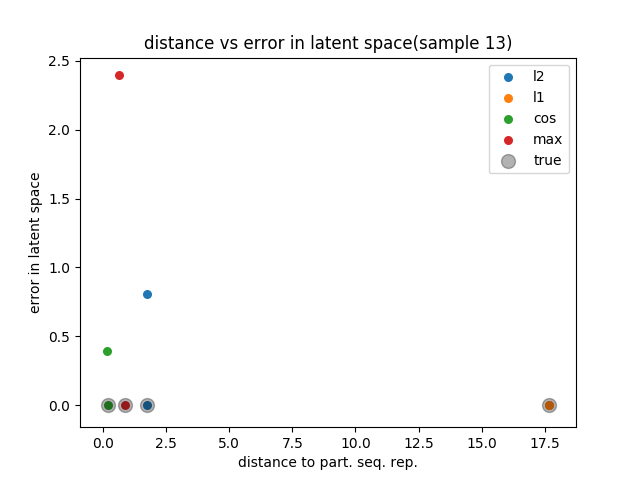 distance vs error in latent space(sample 13)
error in latent space
2.5
2.0
1.5
1.0
0.5
0.0
l2
l1
cos
max
true
0.0 2.5 5.0 7.5 10.0 12.5 15.0 17.5
distance to part. seq. rep.